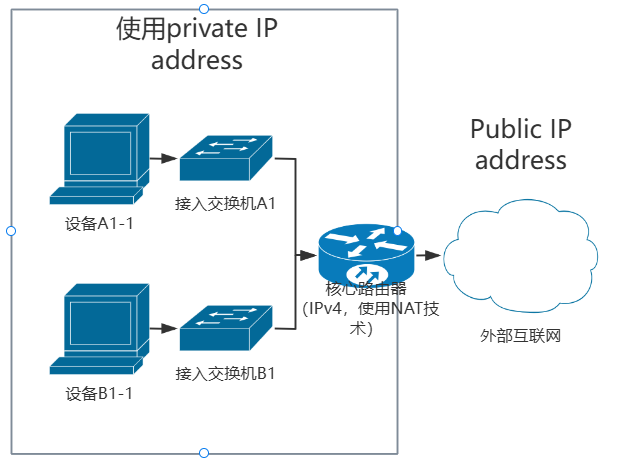 使用private IP
address
Public IP
address
设备A1-1
接入交换机A1
核心路由器
(IPv4，使用NAT技
术）
外部互联网
设备B1-1
接入交换机B1